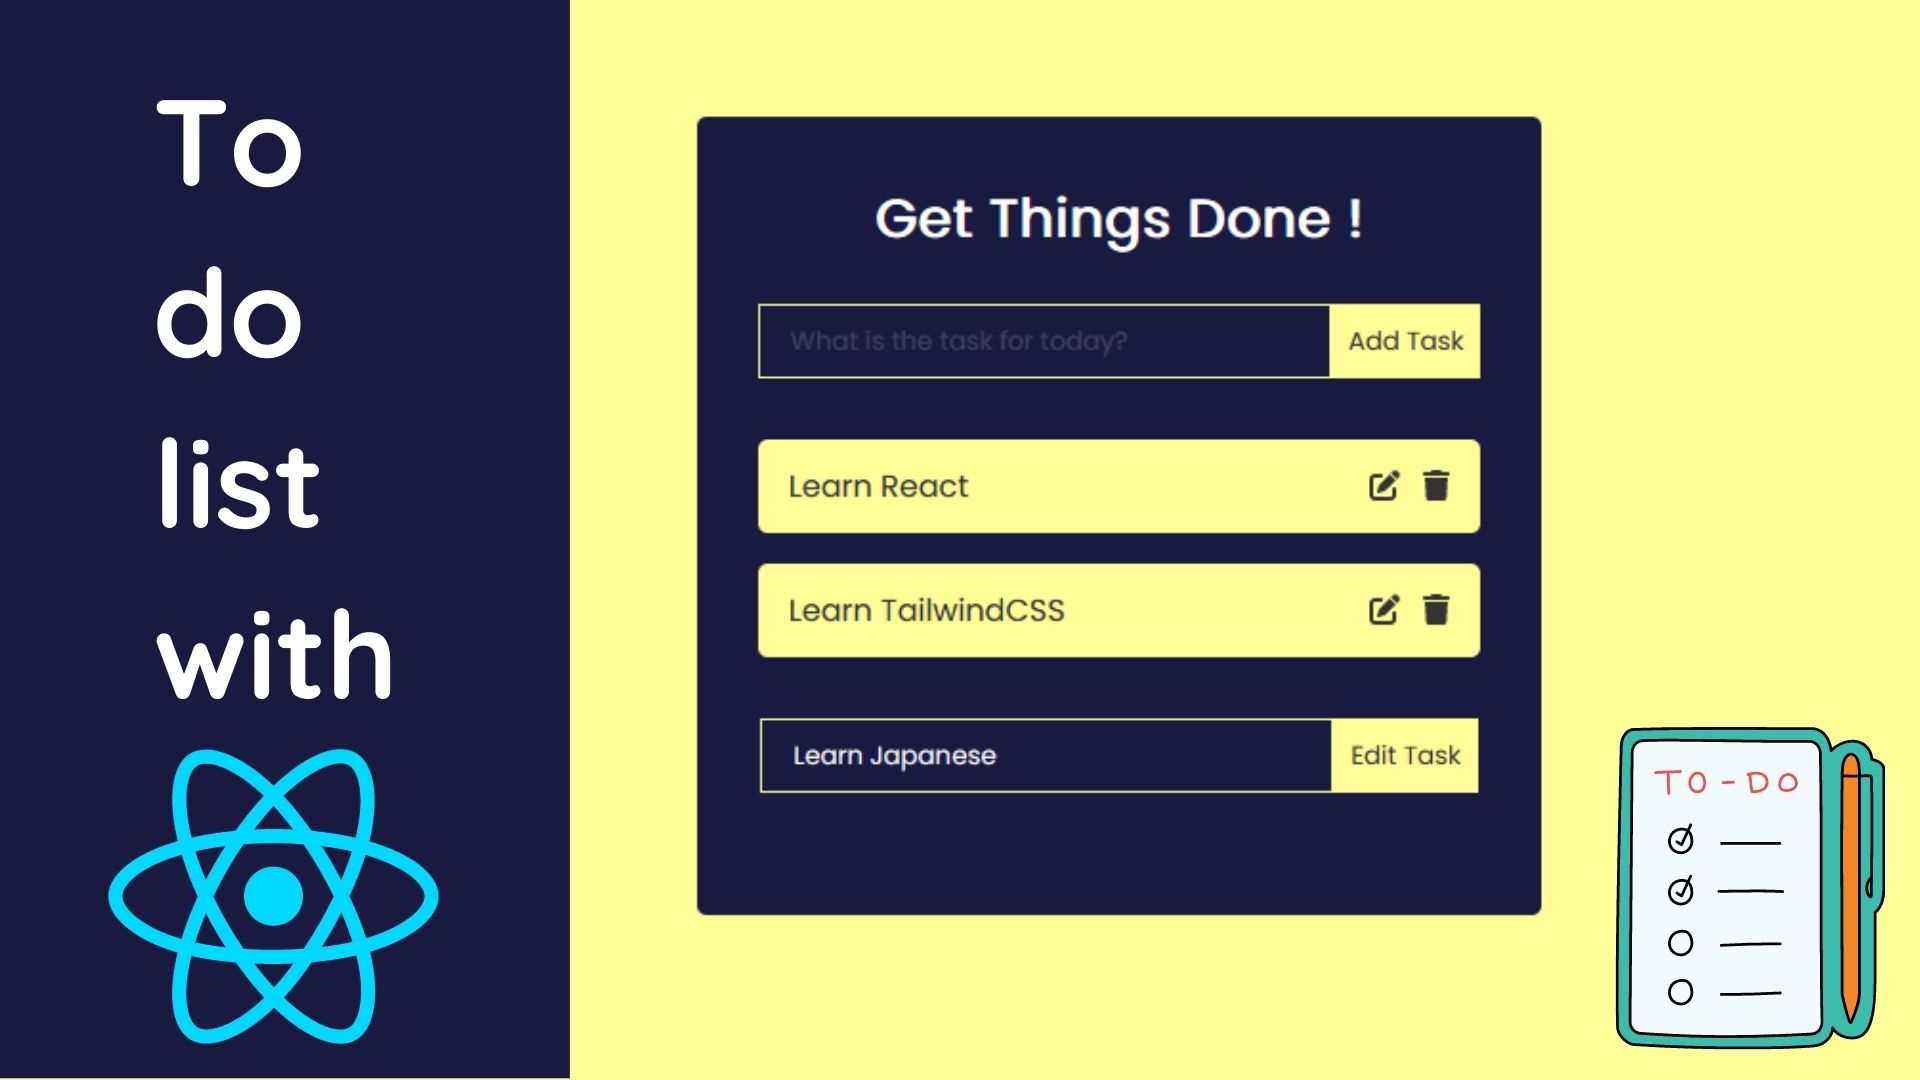 To
do
list
with
Get Things Done !
What is the task for today?
Add Task
Learn React
Learn TailwindCSS
Learn Japanese
Edit Task
TO-DO